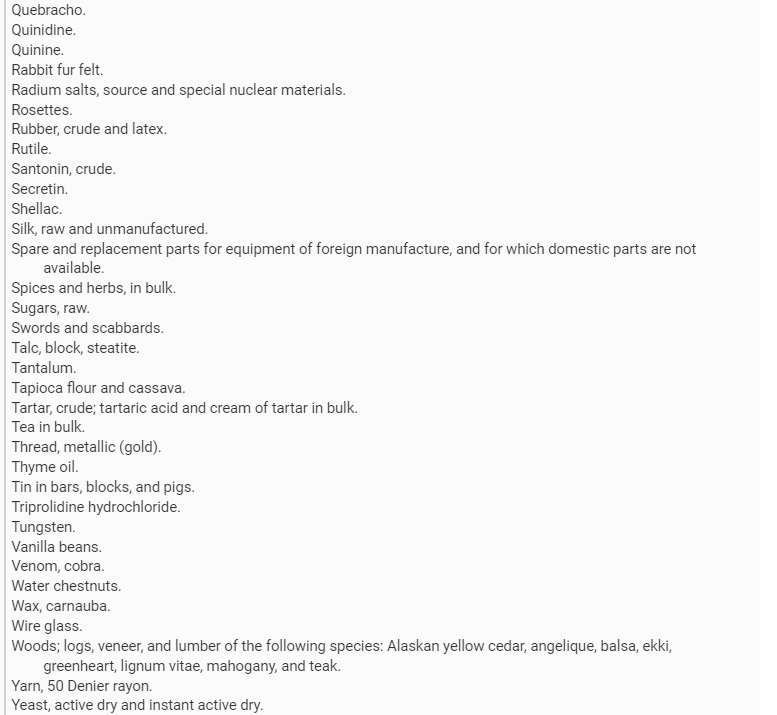 Quebracho.
Quinidine.
Quinine.
Rabbit fur felt.
Radium salts, source and special nuclear materials.
Rosettes.
Rubber, crude and latex.
Rutile.
Santonin, crude.
Secretin.
Shellac.
Silk, raw and unmanufactured.
Spare and replacement parts for equipment of foreign manufacture, and for which domestic parts are not
available.
Spices and herbs, in bulk.
Sugars, raw.
Swords and scabbards.
Talc, block, steatite.
Tantalum.
Tapioca flour and cassava.
Tartar, crude; tartaric acid and cream of tartar in bulk.
Tea in bulk.
Thread, metallic (gold).
Thyme oil.
Tin in bars, blocks, and pigs.
Triprolidine hydrochloride.
Tungsten.
Vanilla beans.
Venom, cobra.
Water chestnuts.
Wax, carnauba.
Wire glass.
Woods; logs, veneer, and lumber of the following species: Alaskan yellow cedar, angelique, balsa, ekki,
greenheart, lignum vitae, mahogany, and teak.
Yarn, 50 Denier rayon.
Yeast, active dry and instant active dry.